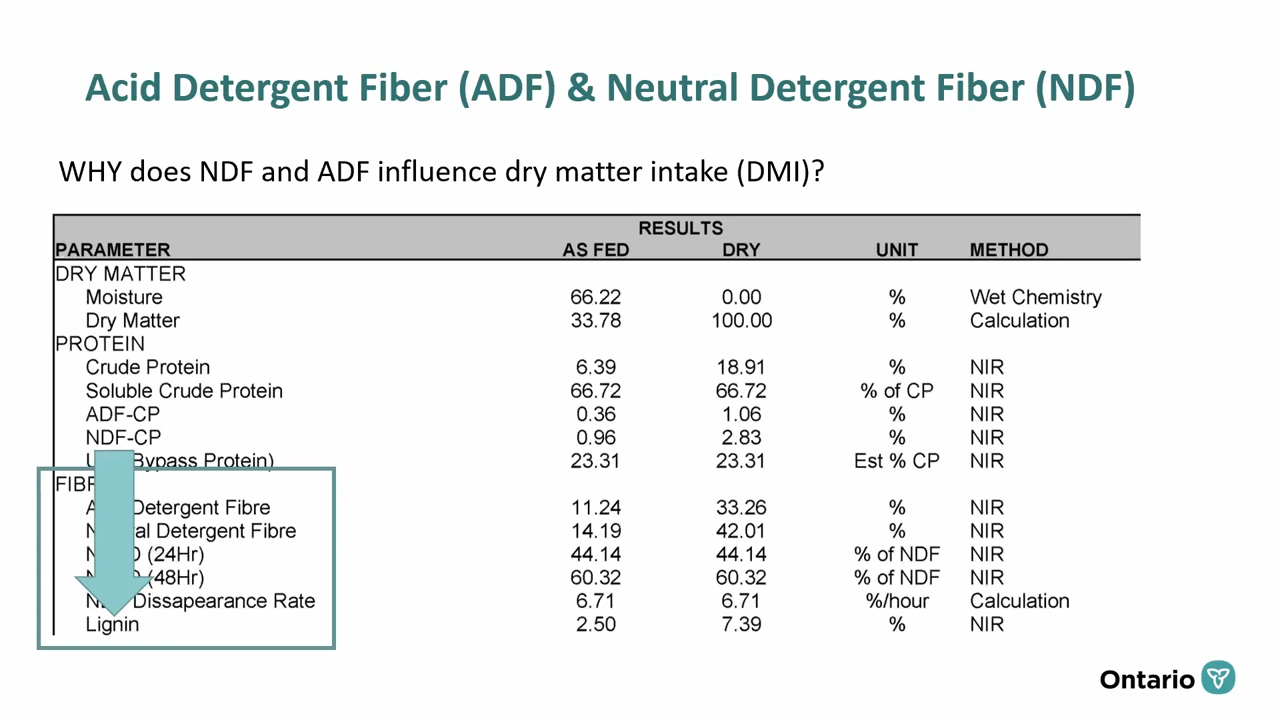 Acid Detergent Fiber (ADF) & Neutral Detergent Fiber (NDF)
WHY does NDF and ADF influence dry matter intake (DMI)?
RESULTS
PARAMETER AS FED DRY UNIT METHOD
DRY MATTER
Moisture 66.22 0.00 % Wet Chemistry
Dry Matter 33.78 100.00 % Calculation
PROTEIN
Crude Protein 6.39 18.91 % NIR
Soluble Crude Protein 66.72 66.72 % of CP NIR
ADF-CP 0.36 1.06 % NIR
NDF-CP 0.96 2.83 % NIR
Bypass Protein) 23.31 23.31 Est % CP NIR
Detergent Fibre 11.24 33.26 % NIR
Detergent Fibre 14.19 42.01 % NIR
(24Hr) 44.14 44.14 % of NDF NIR
(48Hr) 60.32 60.32 % of NDF NIR
Dissapearance Rate 6.71 6.71 %/hour Calculation
Lignin 2.50 7.39 % NIR
Ontario